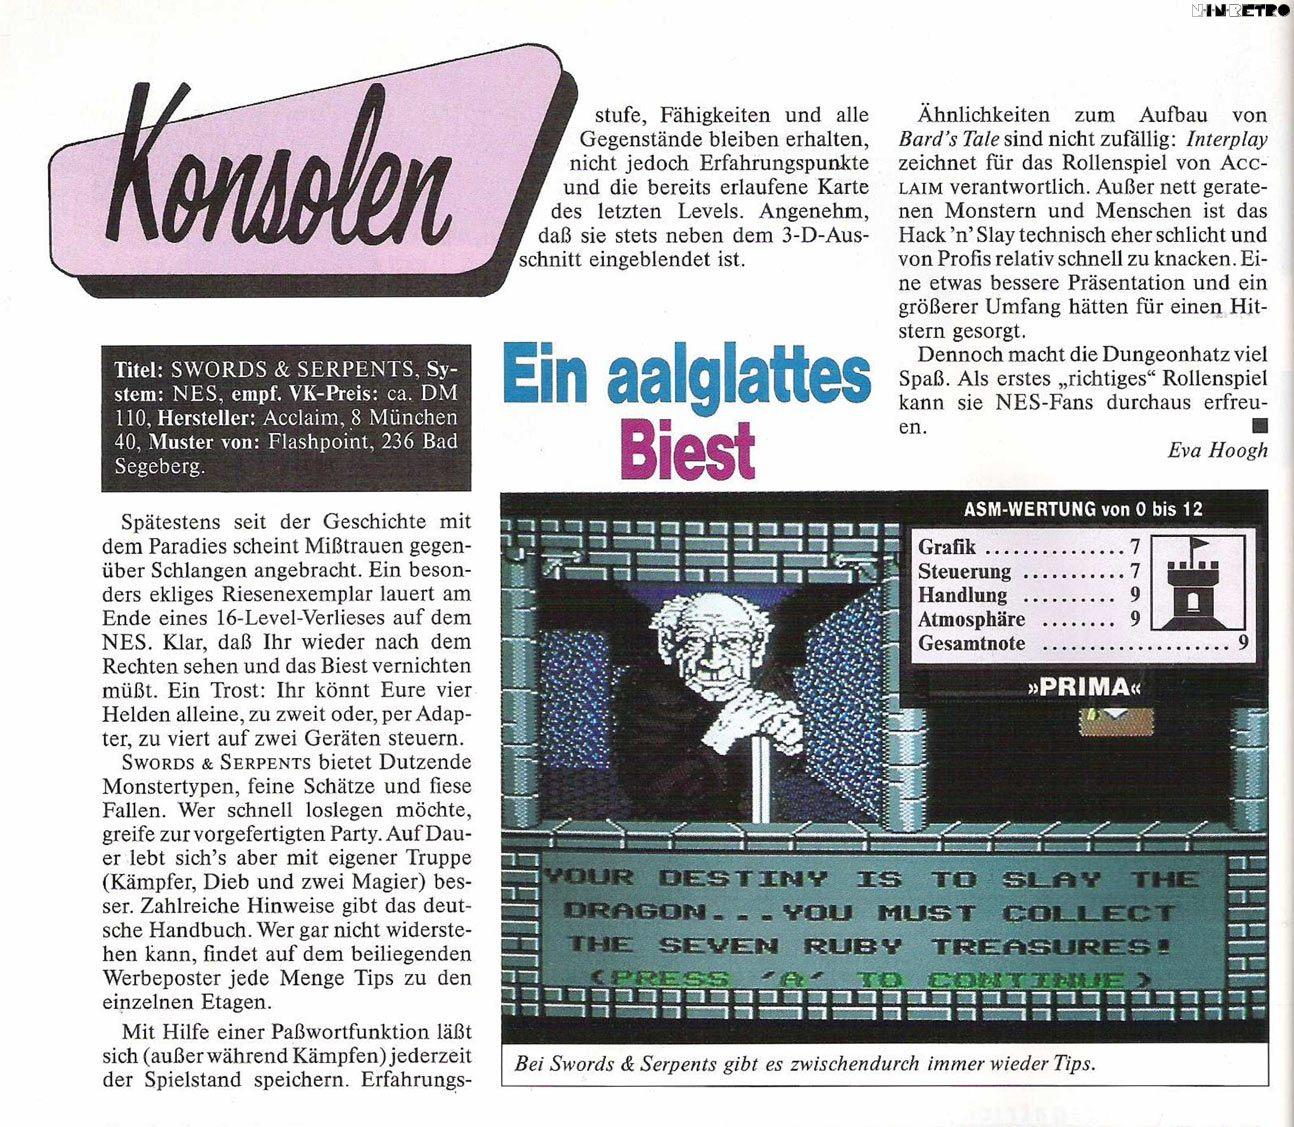 N-IN-RETRO
Konsolen
Titel: SWORDS & SERPENTS, Sy-
stem: NES, empf. VK-Preis: ca. DM
110, Hersteller: Acclaim, 8 München
40, Muster von: Flashpoint, 236 Bad
Segeberg.
Ein aalglattes
Biest
Spätestens seit der Geschichte mit
dem Paradies scheint Mißtrauen gegen-
über Schlangen angebracht. Ein beson-
ders ekliges Riesenexemplar lauert am
Ende eines 16-Level-Verlieses auf dem
NES. Klar, daß Ihr wieder nach dem
Rechten sehen und das Biest vernichten
müßt. Ein Trost: Ihr könnt Eure vier
Helden alleine, zu zweit oder, per Adap-
ter, zu viert auf zwei Geräten steuern.
SWORDS & SERPENTS bietet Dutzende
Monstertypen, feine Schätze und fiese
Fallen. Wer schnell loslegen möchte,
greife zur vorgefertigten Party. Auf Dau-
er lebt sich's aber mit eigener Truppe
(Kämpfer, Dieb und zwei Magier) bes-
ser. Zahlreiche Hinweise gibt das deut-
sche Handbuch. Wer gar nicht widerste-
hen kann, findet auf dem beiliegenden
Werbeposter jede Menge Tips zu den
einzelnen Etagen.
Mit Hilfe einer Paßwortfunktion läßt
sich (außer während Kämpfen) jederzeit
der Spielstand speichern. Erfahrungs-
stufe, Fähigkeiten und alle
Gegenstände bleiben erhalten,
nicht jedoch Erfahrungspunkte
und die bereits erlaufene Karte
des letzten Levels. Angenehm,
daß sie stets neben dem 3-D-Aus-
schnitt eingeblendet ist.
Ähnlichkeiten zum Aufbau von
Bard's Tale sind nicht zufällig: Interplay
zeichnet für das Rollenspiel von ACC-
LAIM verantwortlich. Außer nett gerate-
nen Monstern und Menschen ist das
Hack 'n' Slay technisch eher schlicht und
von Profis relativ schnell zu knacken. Ei-
ne etwas bessere Präsentation und ein
größerer Umfang hätten für einen Hit-
stern gesorgt.
Dennoch macht die Dungeonhatz viel
Spaß. Als erstes „richtiges“ Rollenspiel
kann sie NES-Fans durchaus erfreu-
en.
Eva Hoogh
ASM-WERTUNG von 0 bis 12
Grafik ............... 7
Steuerung ........... 7
Handlung .......... 9
Atmosphäre ........ 9
Gesamtnote ................... 9
»PRIMA«
YOUR DESTINY IS TO SLAY THE
DRAGON...YOU MUST COLLECT
THE SEVEN RUBY TREASURES!
(PRESS 'A' TO CONTINUE)
Bei Swords & Serpents gibt es zwischendurch immer wieder Tips.